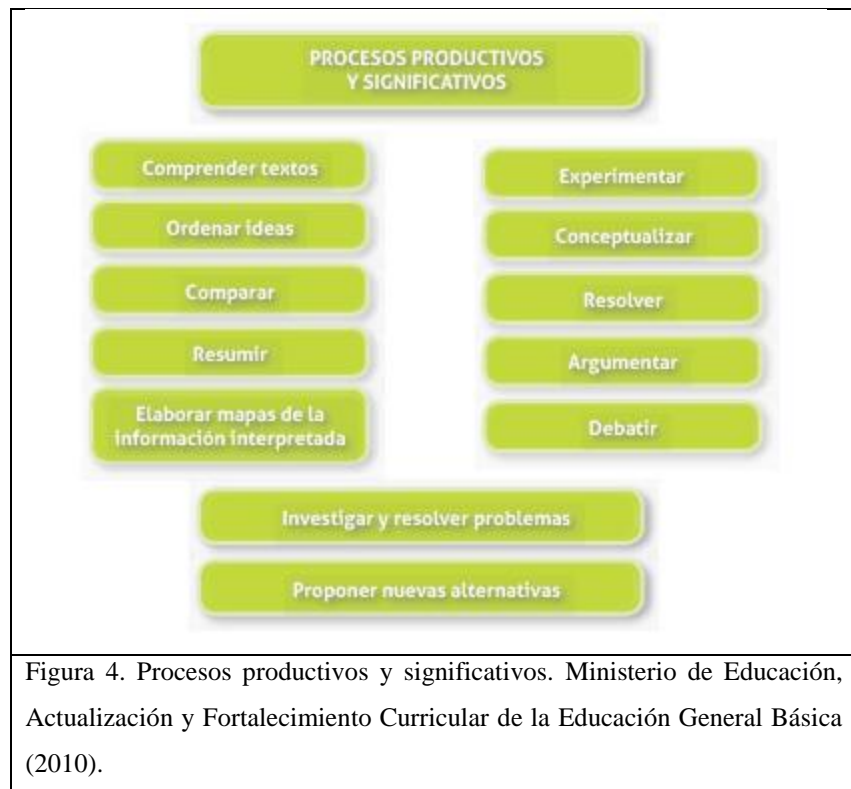 PROCESOS PRODUCTIVOS
Y SIGNIFICATIVOS
Comprender textos
Ordenar ideas
Comparar
Resumir
Elaborar mapas de la
información interpretada
Experimentar
Conceptualizar
Resolver
Argumentar
Debatir
Investigar y resolver problemas
Proponer nuevas alternativas
Figura 4. Procesos productivos y significativos. Ministerio de Educación,
Actualización y Fortalecimiento Curricular de la Educación General Básica
(2010).